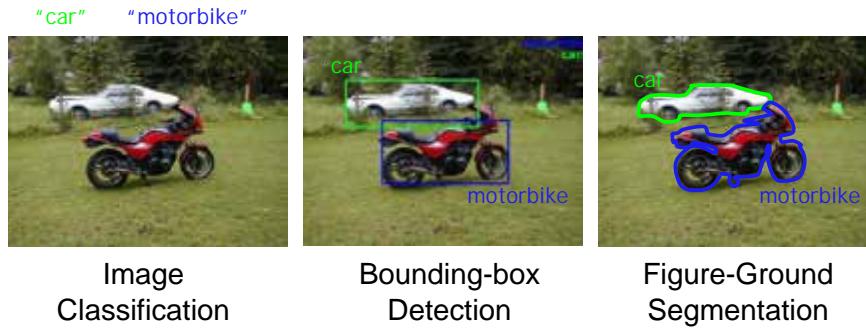 “car” “motorbike”
car
motorbike
car
motorbike
Image
Classification
Bounding-box
Detection
Figure-Ground
Segmentation